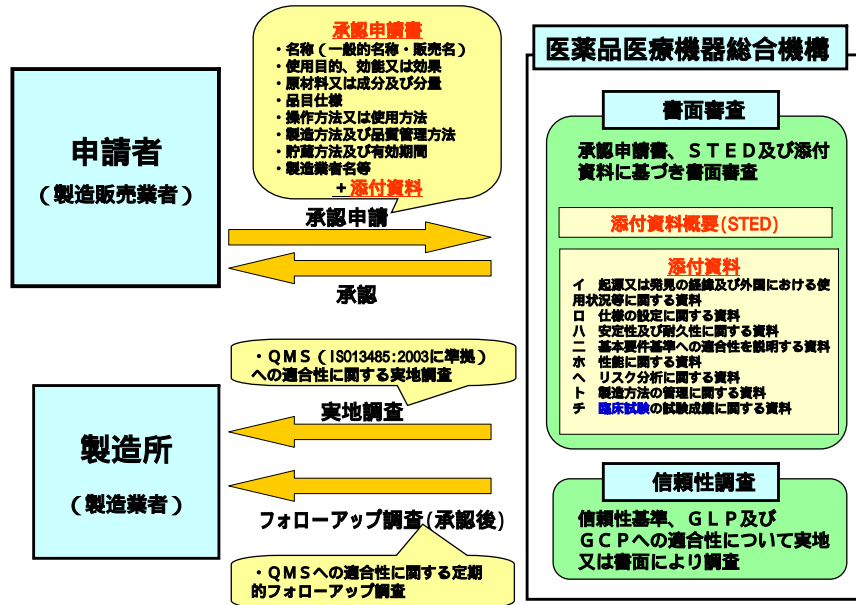 承認申請書
・名称(一般的名称・販売名)
・使用目的、効能又は効果
・原材料又は成分及び分量
・品目仕様
・操作方法又は使用方法
・製造方法及び品質管理方法
・貯蔵方法及び有効期間
・製造業者名等
+添付資料
申請者
(製造販売業者)
承認申請
承認
・QMS(ISO13485:2003に準拠)
への適合性に関する実地調査
実地調査
製造所
(製造業者)
フォローアップ調査(承認後)
・QMSへの適合性に関する定期
的フォローアップ調査
医薬品医療機器総合機構
書面審査
承認申請書、STED及び添付
資料に基づき書面審査
添付資料概要(STED)
添付資料
イ 起源又は発見の経緯及び外国における使
用状況等に関する資料
ロ 仕様の設定に関する資料
ハ 安定性及び耐久性に関する資料
ニ 基本要件基準への適合性を説明する資料
ホ 性能に関する資料
ヘ リスク分析に関する資料
ト 製造方法の管理に関する資料
チ 臨床試験の試験成績に関する資料
信頼性調査
信頼性基準、GLP及び
GCPへの適合性について実地
又は書面により調査